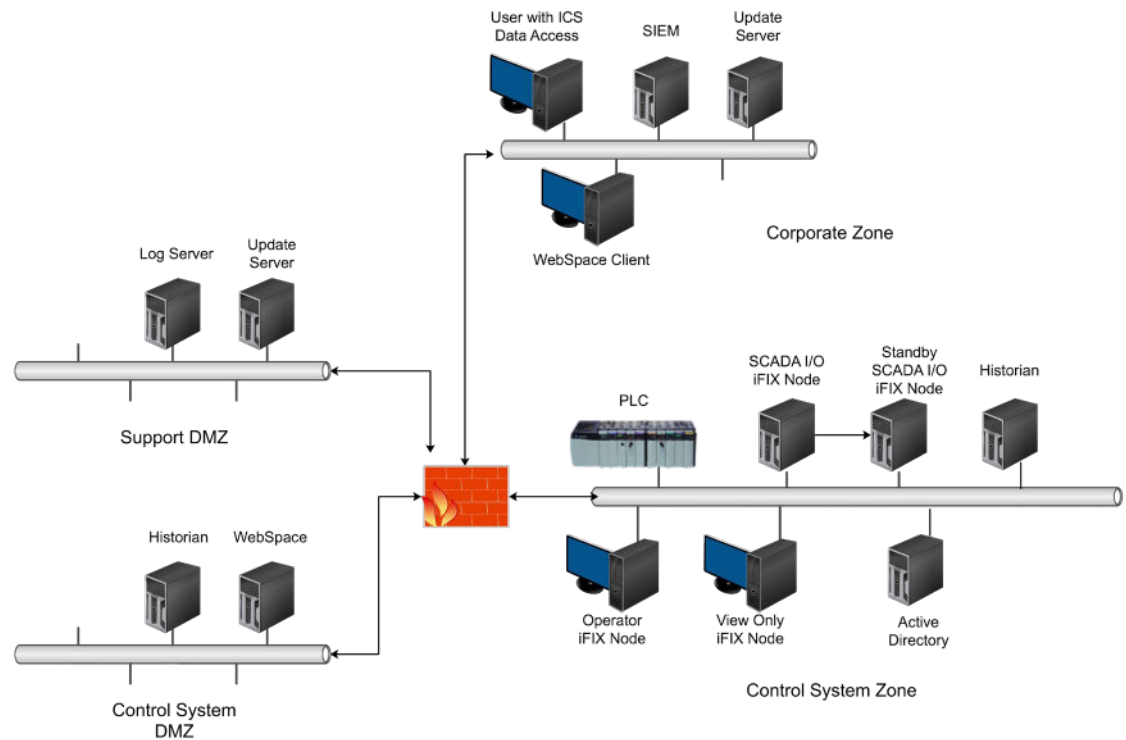 User with ICS
Data Access
SIEM
Update
Server
WebSpace Client
Corporate Zone
Log Server
Update
Server
Support DMZ
SCADA I/O
iFIX Node
Standby
SCADA I/O
iFIX Node
Historian
PLC
Historian
WebSpace
Operator
iFIX Node
View Only
iFIX Node
Active
Directory
Control System Zone
Control System
DMZ